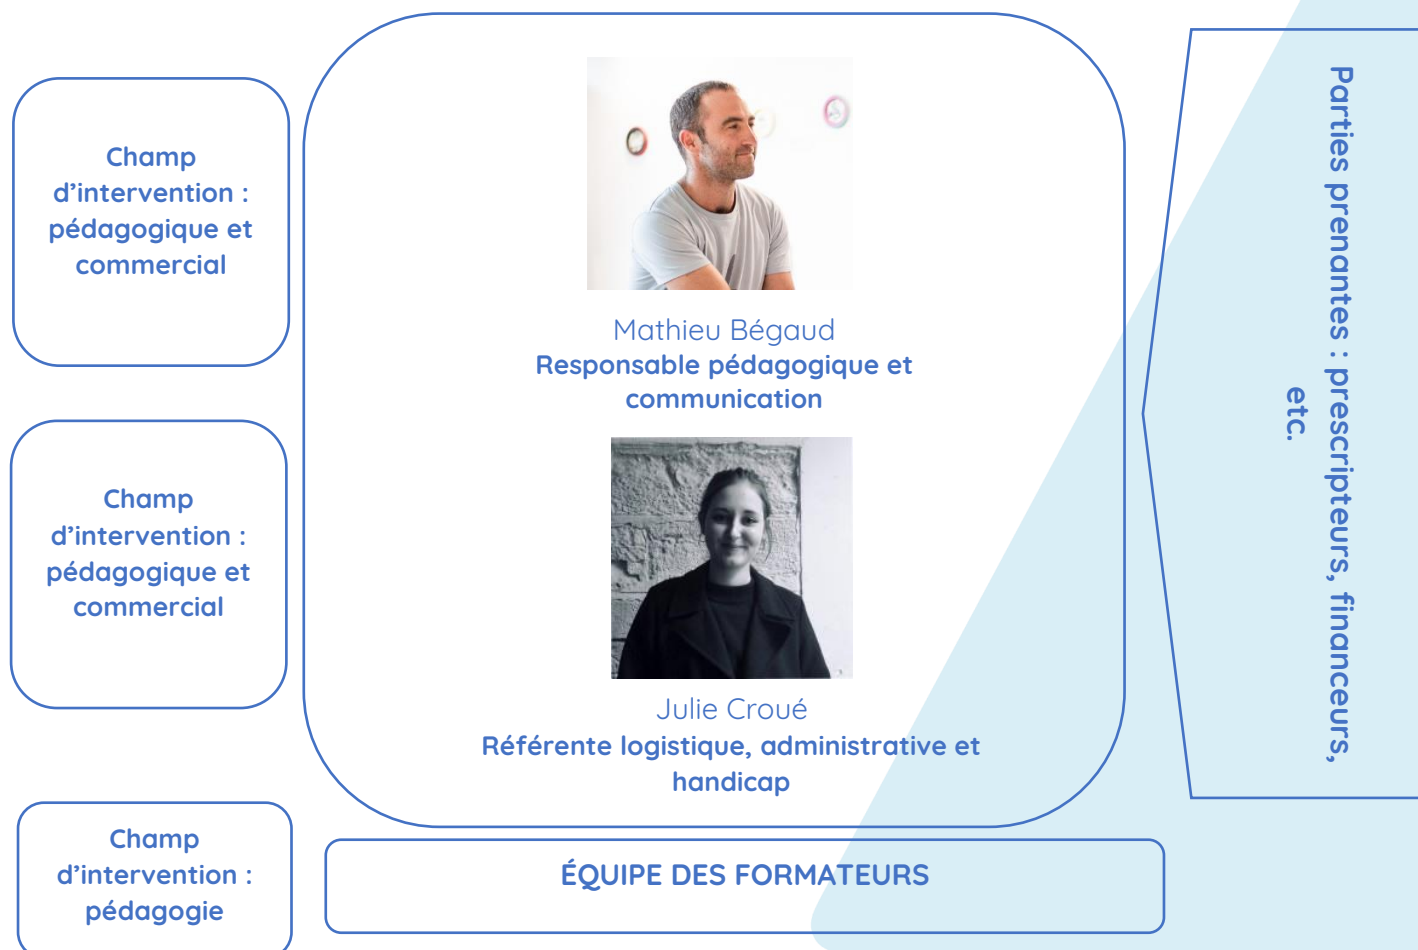 Champ
d’intervention :
pédagogique et
commercial
Mathieu Bégaud
Responsable pédagogique et
communication
Champ
d’intervention :
pédagogique et
commercial
Julie Croué
Référente logistique, administrative et
handicap
Champ
d’intervention :
pédagogie
ÉQUIPE DES FORMATEURS
Parties prenantes : prescripteurs, financeurs,
etc.